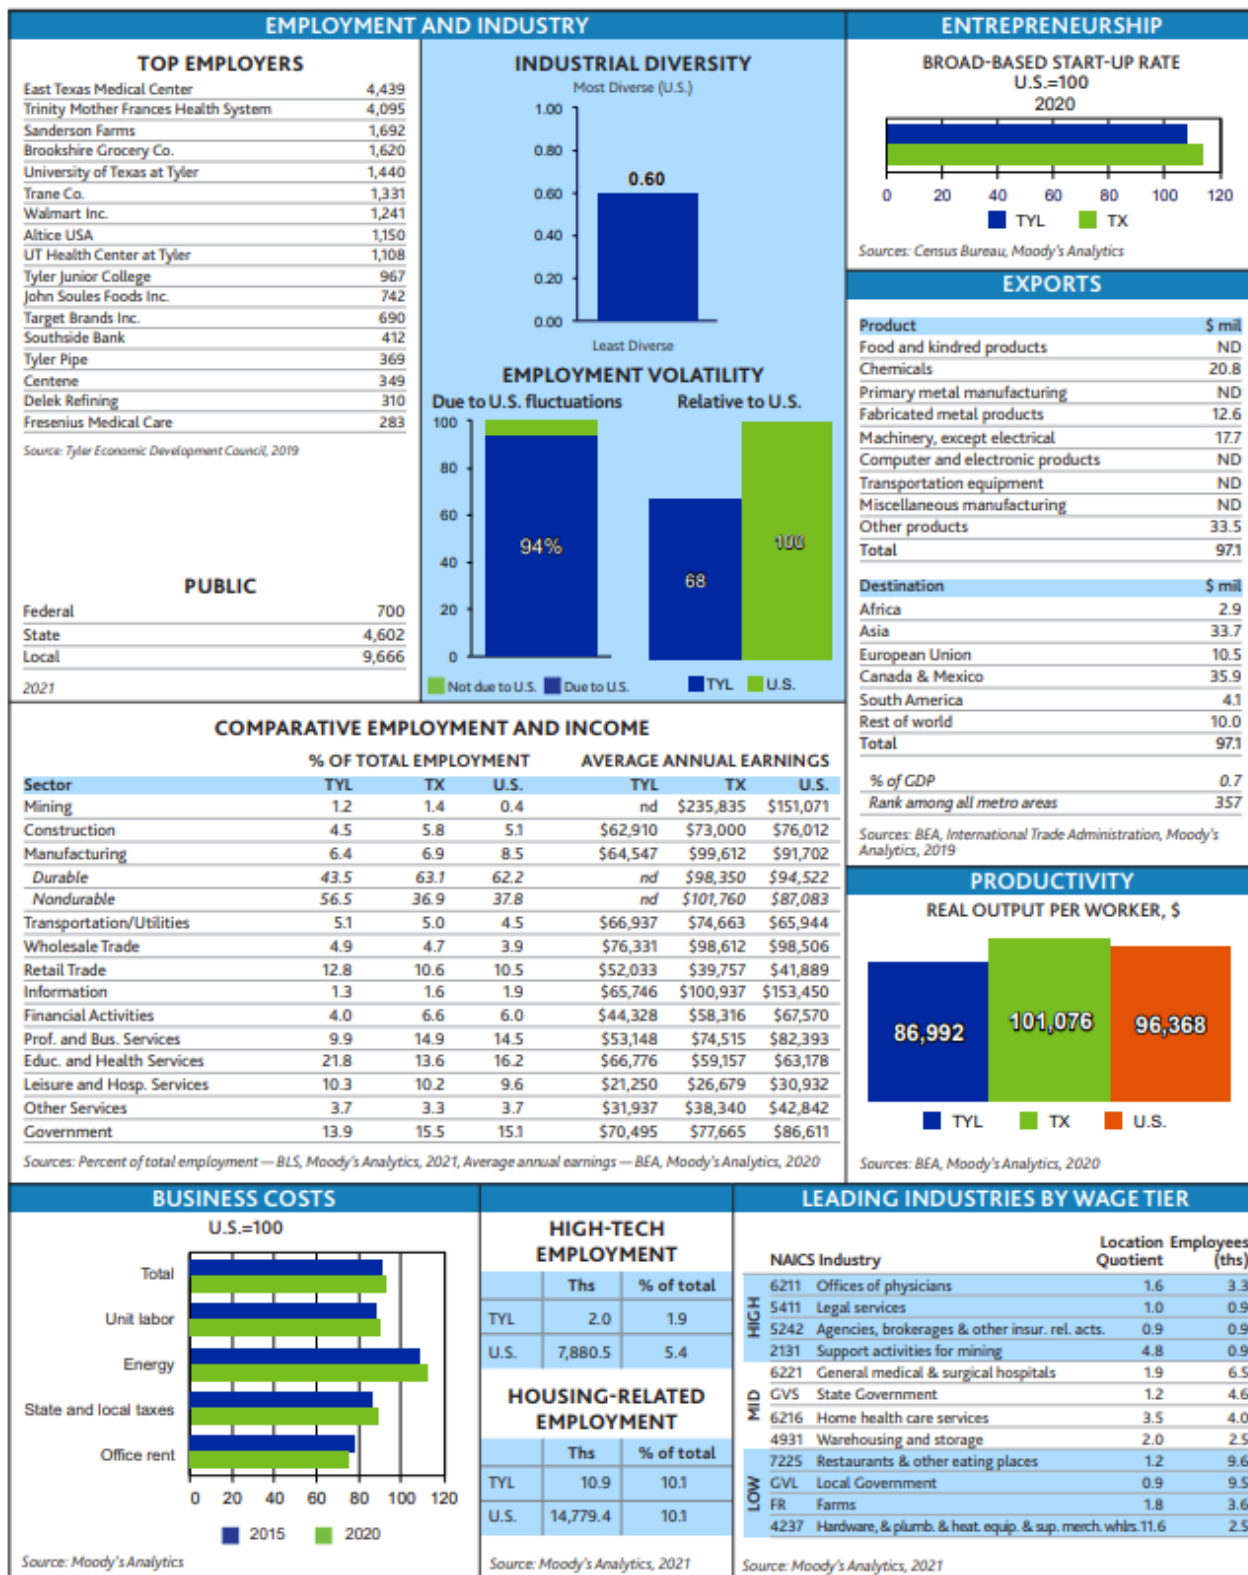 EMPLOYMENT AND INDUSTRY
TOP EMPLOYERS
East Texas Medical Center 4,439
Trinity Mother Frances Health System 4,095
Sanderson Farms 1,692
Brookshire Grocery Co. 1,620
University of Texas at Tyler 1,440
Trane Co. 1,331
Walmart Inc. 1,241
Altice USA 1,150
UT Health Center at Tyler 1,108
Tyler Junior College 967
John Soules Foods Inc. 742
Target Brands Inc. 690
Southside Bank 412
Tyler Pipe 369
Centene 349
Delek Refining 310
Fresenius Medical Care 283
Source: Tyler Economic Development Council, 2019
PUBLIC
Federal 700
State 4,602
Local 9,666
2021
INDUSTRIAL DIVERSITY
Most Diverse (U.S.)
1.00
0.80
0.60
0.40
0.20
0.00
0.60
Least Diverse
EMPLOYMENT VOLATILITY
Due to U.S. fluctuations Relative to U.S.
100
80
60
40
20
0
94%
68
100
Not due to U.S. Due to U.S. TYL U.S.
COMPARATIVE EMPLOYMENT AND INCOME
% OF TOTAL EMPLOYMENT AVERAGE ANNUAL EARNINGS
Sector TYL TX U.S. TYL TX U.S.
Mining 1.2 1.4 0.4 nd $235,835 $151,071
Construction 4.5 5.8 5.1 $62,910 $73,000 $76,012
Manufacturing 6.4 6.9 8.5 $64,547 $99,612 $91,702
Durable 43.5 63.1 62.2 nd $98,350 $94,522
Nondurable 56.5 36.9 37.8 nd $101,760 $87,083
Transportation/Utilities 5.1 5.0 4.5 $66,937 $74,663 $65,944
Wholesale Trade 4.9 4.7 3.9 $76,331 $98,612 $98,506
Retail Trade 12.8 10.6 10.5 $52,033 $39,757 $41,889
Information 1.3 1.6 1.9 $65,746 $100,937 $153,450
Financial Activities 4.0 6.6 6.0 $44,328 $58,316 $67,570
Prof. and Bus. Services 9.9 14.9 14.5 $53,148 $74,515 $82,393
Educ. and Health Services 21.8 13.6 16.2 $66,776 $59,157 $63,178
Leisure and Hosp. Services 10.3 10.2 9.6 $21,250 $26,679 $30,932
Other Services 3.7 3.3 3.7 $31,937 $38,340 $42,842
Government 13.9 15.5 15.1 $70,495 $77,665 $86,611
Sources: Percent of total employment — BLS, Moody's Analytics, 2021, Average annual earnings — BEA, Moody's Analytics, 2020
ENTREPRENEURSHIP
BROAD-BASED START-UP RATE
U.S.=100
2020
0 20 40 60 80 100 120
TYL TX
Sources: Census Bureau, Moody's Analytics
EXPORTS
Product $ mil
Food and kindred products ND
Chemicals 20.8
Primary metal manufacturing ND
Fabricated metal products 12.6
Machinery, except electrical 17.7
Computer and electronic products ND
Transportation equipment ND
Miscellaneous manufacturing ND
Other products 33.5
Total 97.1
Destination $ mil
Africa 2.9
Asia 33.7
European Union 10.5
Canada & Mexico 35.9
South America 4.1
Rest of world 10.0
Total 97.1
% of GDP 0.7
Rank among all metro areas 357
Sources: BEA, International Trade Administration, Moody's
Analytics, 2019
PRODUCTIVITY
REAL OUTPUT PER WORKER, $
86,992
101,076
96,368
TYL TX U.S.
Sources: BEA, Moody's Analytics, 2020
BUSINESS COSTS
U.S.=100
Total
Unit labor
Energy
State and local taxes
Office rent
0 20 40 60 80 100 120
2015 2020
Source: Moody's Analytics
HIGH-TECH
EMPLOYMENT
Ths % of total
TYL 2.0 1.9
U.S. 7,880.5 5.4
HOUSING-RELATED
EMPLOYMENT
Ths % of total
TYL 10.9 10.1
U.S. 14,779.4 10.1
Source: Moody's Analytics, 2021
LEADING INDUSTRIES BY WAGE TIER
Location Employees
NAICS Industry Quotient (ths)
HIGH
6211 Offices of physicians 1.6 3.3
5411 Legal services 1.0 0.9
5242 Agencies, brokerages & other insur. rel. acts. 0.9 0.9
2131 Support activities for mining 4.8 0.9
MID
6221 General medical & surgical hospitals 1.9 6.5
GVS State Government 1.2 4.6
6216 Home health care services 3.5 4.0
4931 Warehousing and storage 2.0 2.5
LOW
7225 Restaurants & other eating places 1.2 9.6
GVL Local Government 0.9 9.5
FR Farms 1.8 3.6
4237 Hardware, & plumb. & heat. equip. & sup. merch. whlrs. 11.6 2.5
Source: Moody's Analytics, 2021